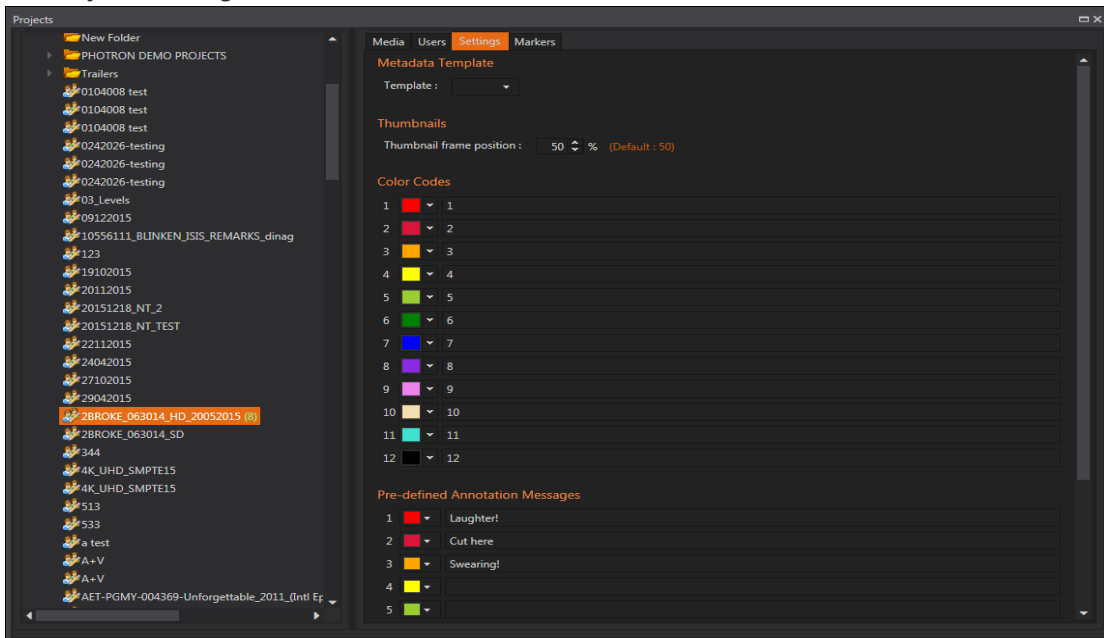 Projects
New Folder
PHOTRON DEMO PROJECTS
Trailers
0104008 test
0104008 test
0104008 test
0242026-testing
0242026-testing
0242026-testing
03_Levels
09122015
10556111_BLINKEN_ISIS_REMARKS_dinag
123
19102015
20112015
20151218_NT_2
20151218_NT_TEST
22112015
24042015
27102015
29042015
2BROKE_063014_HD_20052015 (8)
2BROKE_063014_SD
344
4K_UHD_SMPTE15
4K_UHD_SMPTE15
513
533
a test
A+V
A+V
AET-PGMY-004369-Unforgettable_2011_(Intl Ep
Media Users Settings Markers
Metadata Template
Template :
Thumbnails
Thumbnail frame position : 50 % (Default : 50)
Color Codes
1 1
2 2
3 3
4 4
5 5
6 6
7 7
8 8
9 9
10 10
11 11
12 12
Pre-defined Annotation Messages
1 Laughter!
2 Cut here
3 Swearing!
4
5